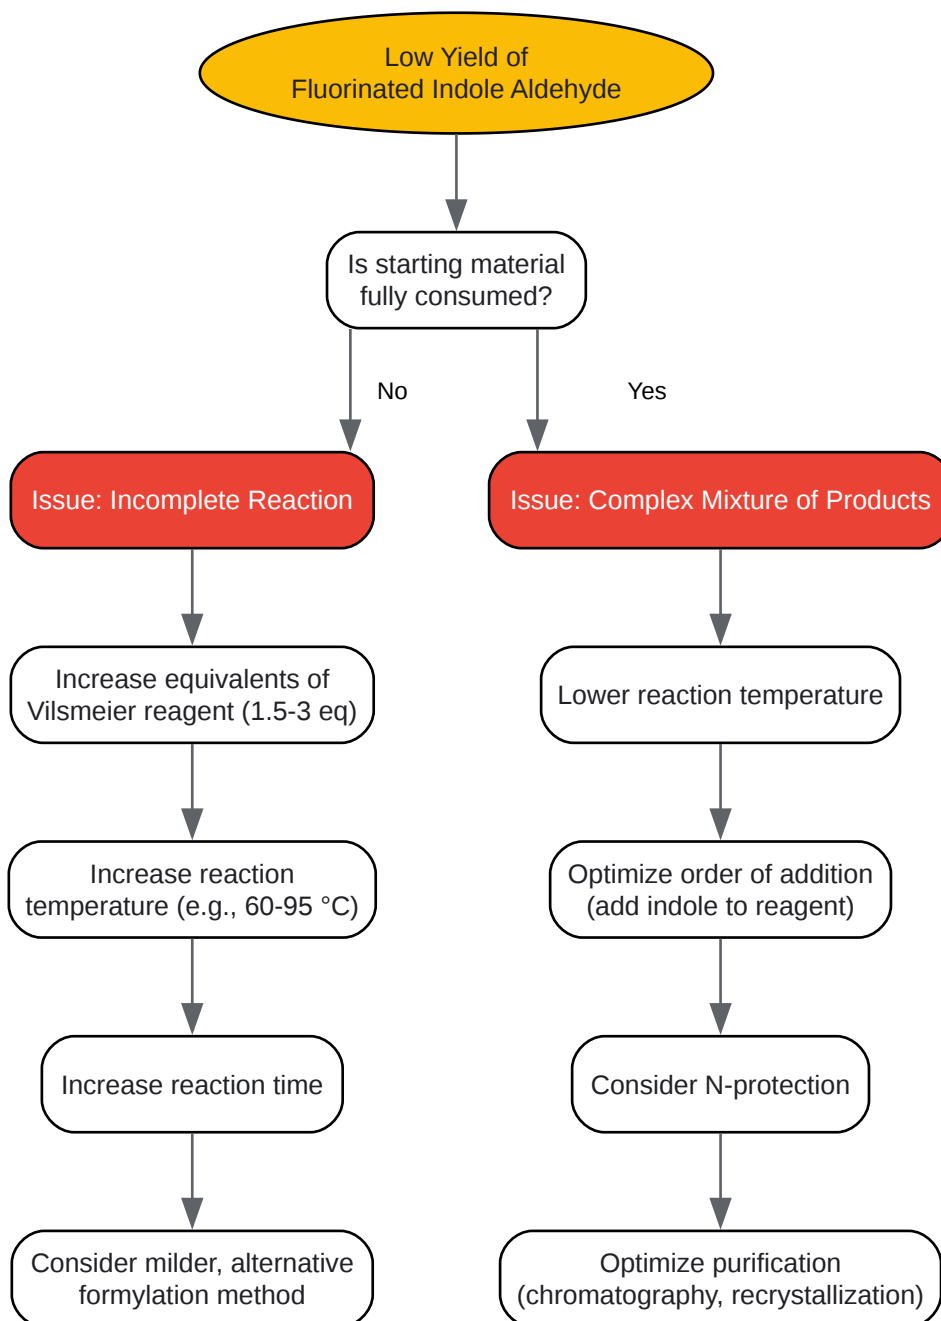 Low Yield of
Fluorinated Indole Aldehyde
Is starting material
fully consumed?
No
Yes
Issue: Incomplete Reaction
Issue: Complex Mixture of Products
Increase equivalents of
Vilsmeier reagent (1.5-3 eq)
Lower reaction temperature
Increase reaction
temperature (e.g., 60-95 °C)
Optimize order of addition
(add indole to reagent)
Increase reaction time
Consider N-protection
Consider milder, alternative
formylation method
Optimize purification
(chromatography, recrystallization)